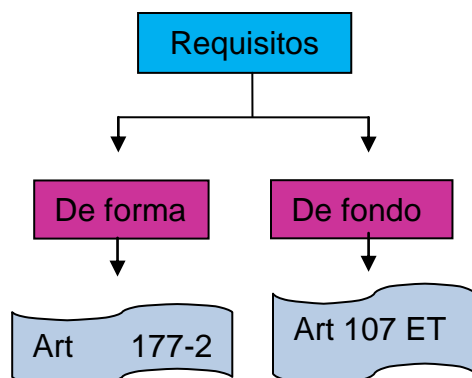 Requisitos
De forma
De fondo
Art 177-2
Art 107 ET